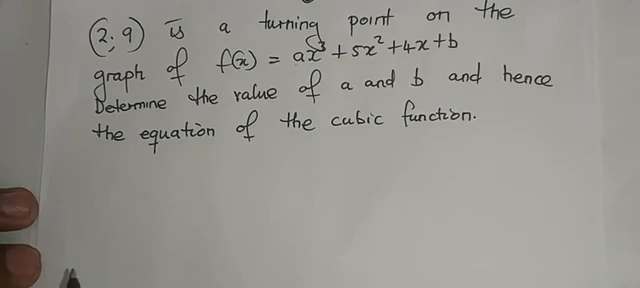 (2; 9) is a turning point on the
graph of f(x) = ax³ + 5x² + 4x + b
Determine the value of a and b and hence
the equation of the cubic function.